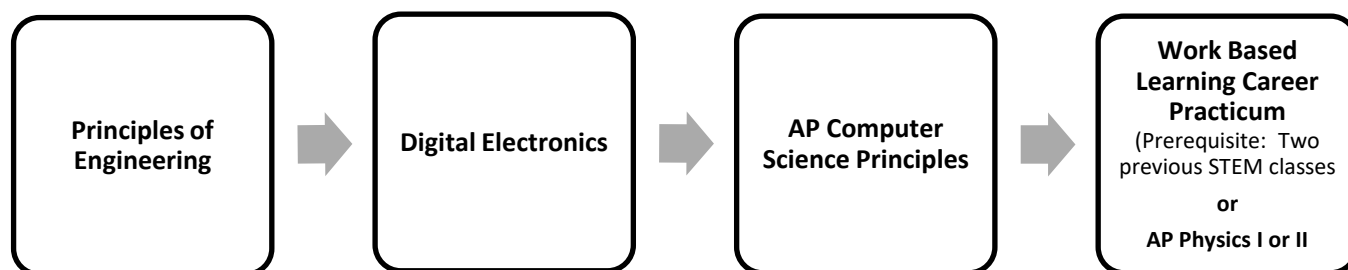 Principles of
Engineering
Digital Electronics
AP Computer
Science Principles
Work Based
Learning Career
Practicum
(Prerequisite:  Two
previous STEM classes
or
AP Physics I or II